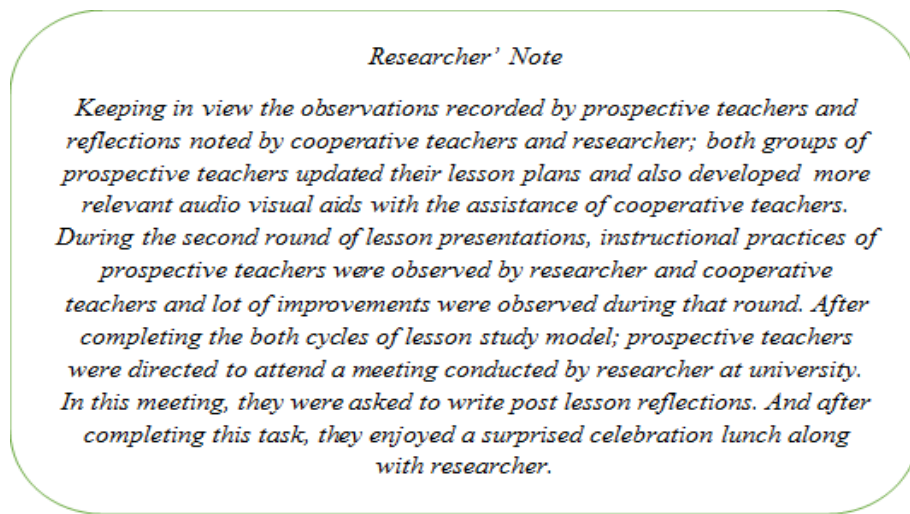 Researcher’ Note
Keeping in view the observations recorded by prospective teachers and
reflections noted by cooperative teachers and researcher; both groups of
prospective teachers updated their lesson plans and also developed more
relevant audio visual aids with the assistance of cooperative teachers.
During the second round of lesson presentations, instructional practices of
prospective teachers were observed by researcher and cooperative
teachers and lot of improvements were observed during that round. After
completing the both cycles of lesson study model; prospective teachers
were directed to attend a meeting conducted by researcher at university.
In this meeting, they were asked to write post lesson reflections. And after
completing this task, they enjoyed a surprised celebration lunch along
with researcher.